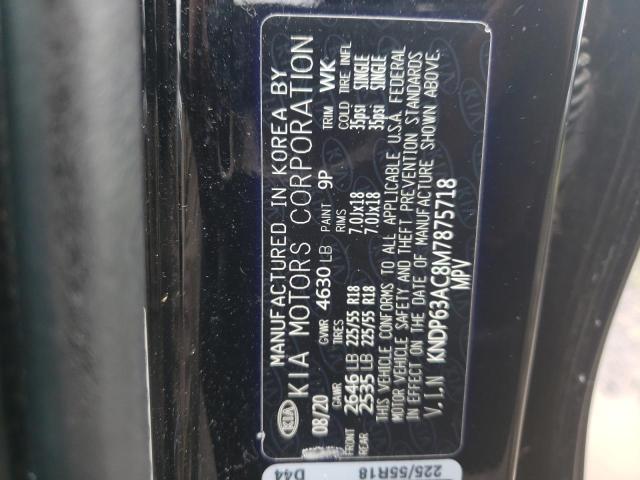 MANUFACTURED IN KOREA BY
KIA KIA MOTORS CORPORATION
08/20 GVWR 4630 LB PAINT 9P TRIM WK
GAWR TIRES RIMS COLD TIRE INFL
FRONT 2646 LB 225/55 R18 7.0Jx18 35psi SINGLE
REAR 2535 LB 225/55 R18 7.0Jx18 35psi SINGLE
THIS VEHICLE CONFORMS TO ALL APPLICABLE U.S.A. FEDERAL
MOTOR VEHICLE SAFETY AND THEFT PREVENTION STANDARDS
IN EFFECT ON THE DATE OF MANUFACTURE SHOWN ABOVE.
V.I.N KNDP63AC8M7875718
MPV
D44
225/55R18